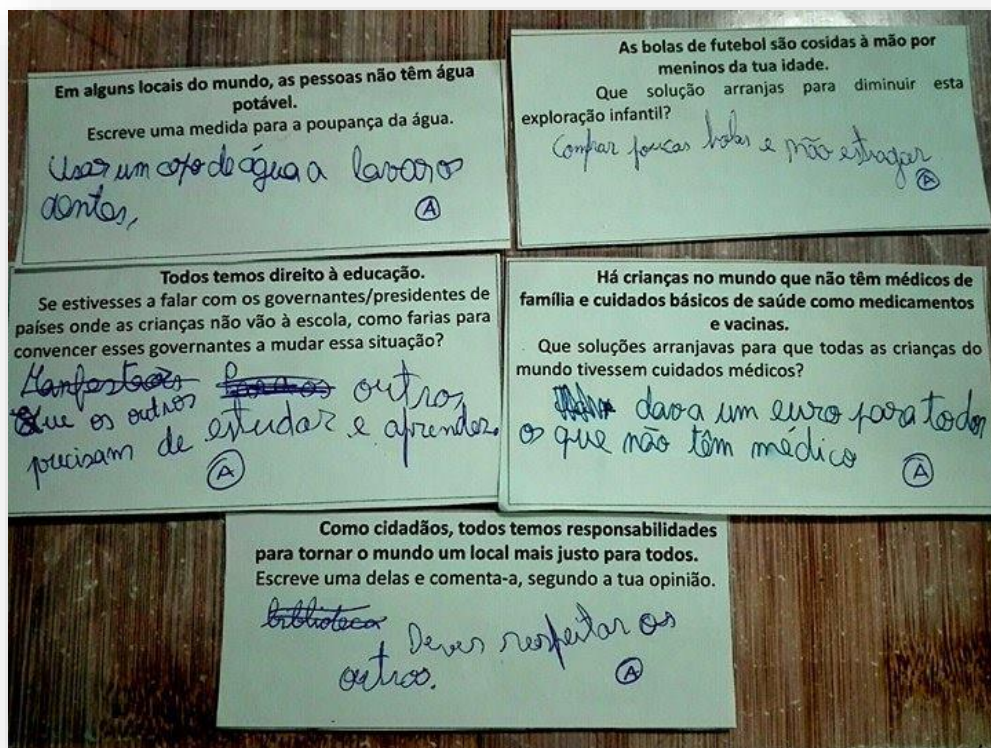 Em alguns locais do mundo, as pessoas não têm água
potável.
Escreve uma medida para a poupança da água.
Usar um copo de água a lavar os
dentes,
A
As bolas de futebol são cosidas à mão por
meninos da tua idade.
Que solução arranjas para diminuir esta
exploração infantil?
Comprar poucas bolas e não estragar
A
Todos temos direito à educação.
Se estivesses a falar com os governantes/presidentes de
países onde as crianças não vão à escola, como farias para
convencer esses governantes a mudar essa situação?
outros
Que os outros
precisam de estudar e aprender.
A
Há crianças no mundo que não têm médicos de
família e cuidados básicos de saúde como medicamentos
e vacinas.
Que soluções arranjavas para que todas as crianças do
mundo tivessem cuidados médicos?
dava um euro para todos
os que não têm médico
A
Como cidadãos, todos temos responsabilidades
para tornar o mundo um local mais justo para todos.
Escreve uma delas e comenta-a, segundo a tua opinião.
biblioteca Deves respeitar os
outros.
A